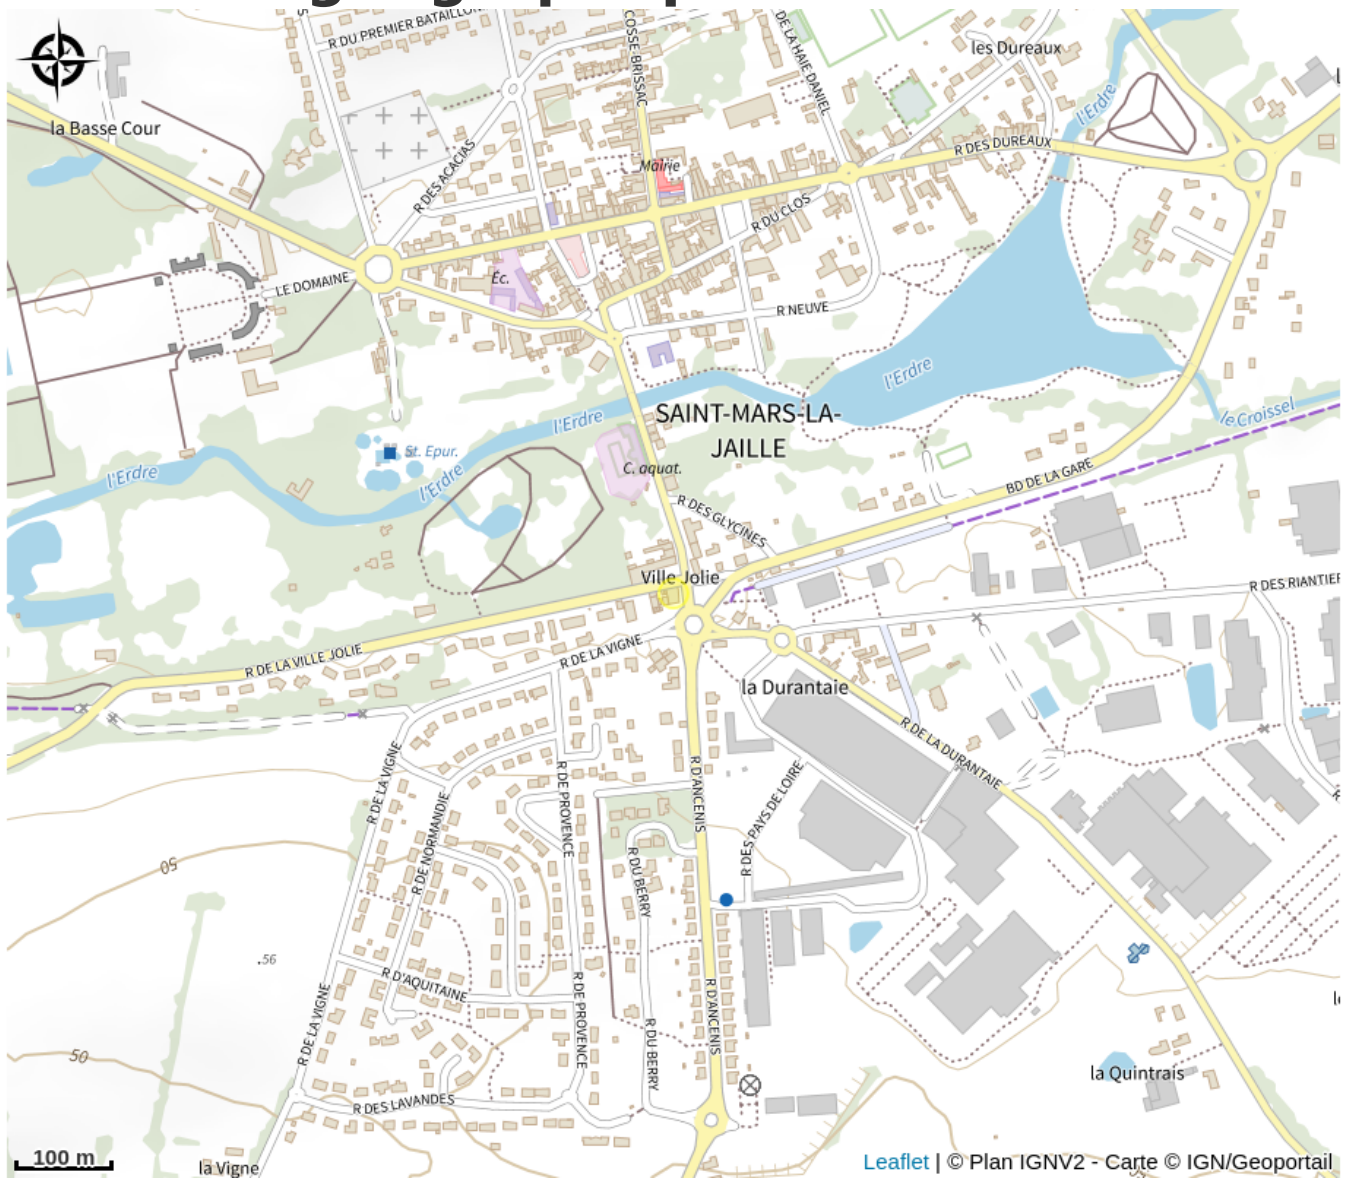 R DU PREMIER BATAILLON
COSSE-BRISSAC
DE LA HAIE DANIEL
les Dureaux
l'Erdre
la Basse Cour
R DES ACACIAS
Mairie
R DES DUREAUX
R DU CLOS
Éc.
LE DOMAINE
R NEUVE
l'Erdre
SAINT-MARS-LA-
JAILLE
l'Erdre
le Croissel
St. Epur.
l'Erdre
l'Erdre
C. aquat.
BD DE LA GARE
R DES GLYCINES
Ville Jolie
R DES RIANTIER
R DE LA VILLE JOLIE
R DE LA VIGNE
la Durantaie
R DE LA DURANTAIE
R DE LA VIGNE
R DE NORMANDIE
R DE PROVENCE
R D'ANCENIS
R DES PAYS DE LOIRE
50
R DU BERRY
.56
R D'AQUITAINE
R DE LA VIGNE
R DE PROVENCE
R D'ANCENIS
R DU BERRY
50
la Quintrais
R DES LAVANDES
la Vigne
100 m
Leaflet | © Plan IGNV2 - Carte © IGN/Geoportail